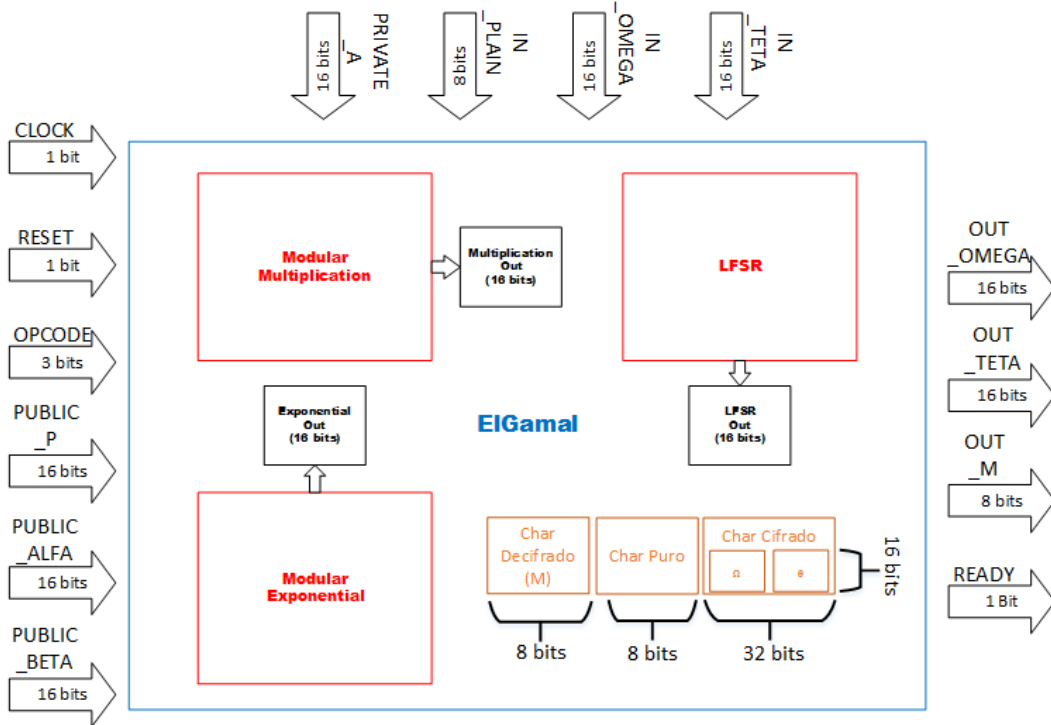 PRIVATE
_A
16 bits
IN
_PLAIN
8 bits
IN
_OMEGA
16 bits
IN
_TETA
16 bits
CLOCK
1 bit
RESET
1 bit
OPCODE
3 bits
PUBLIC
_P
16 bits
PUBLIC
_ALFA
16 bits
PUBLIC
_BETA
16 bits
Modular
Multiplication
Multiplication
Out
(16 bits)
LFSR
LFSR
Out
(16 bits)
Exponential
Out
(16 bits)
ElGamal
Modular
Exponential
Char
Decifrado
(M)
Char Puro
Char Cifrado
Ω
θ
16 bits
8 bits
8 bits
32 bits
OUT
_OMEGA
16 bits
OUT
_TETA
16 bits
OUT
_M
8 bits
READY
1 Bit